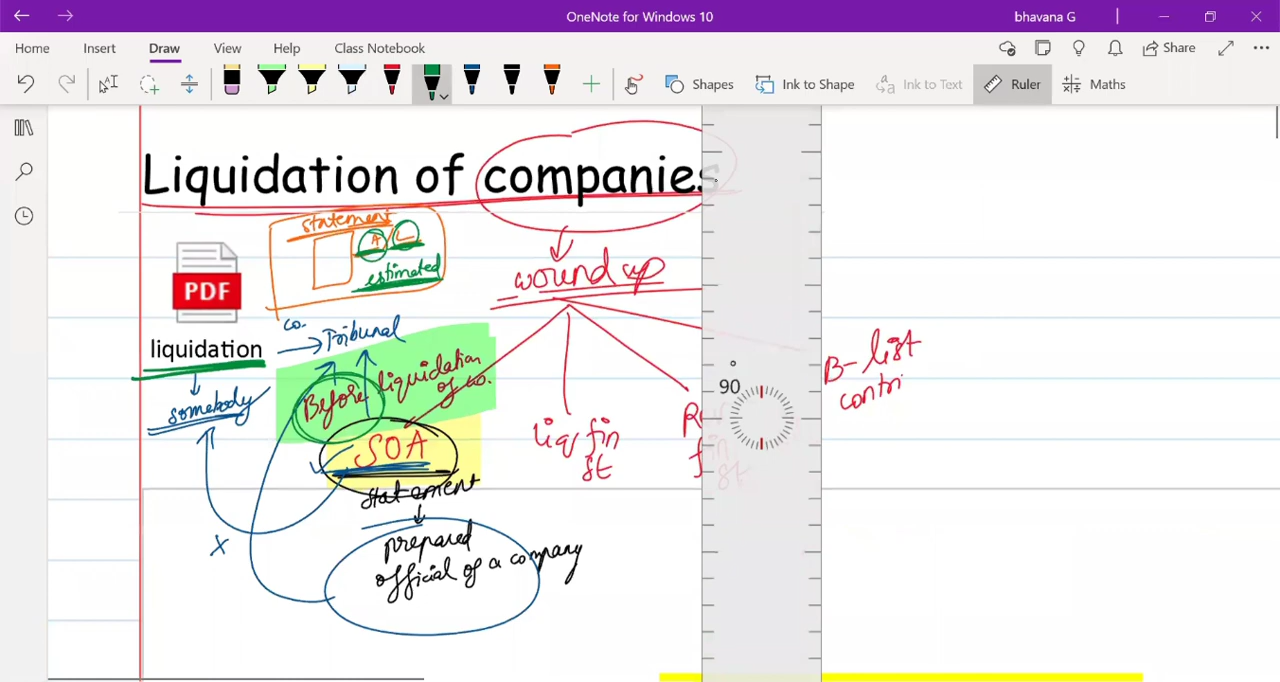 OneNote for Windows 10
bhavana G
Home Insert Draw View Help Class Notebook
Share
Shapes
Ink to Shape
Ink to Text
Ruler
Maths
Liquidation of companies
statement
A L
estimated
PDF
wound up
co.
Tribunal
liquidation
Before liquidation
of co.
somebody
B-list
contri
90
°
SOA
liq fin
st
statement
prepared
official of a company
X